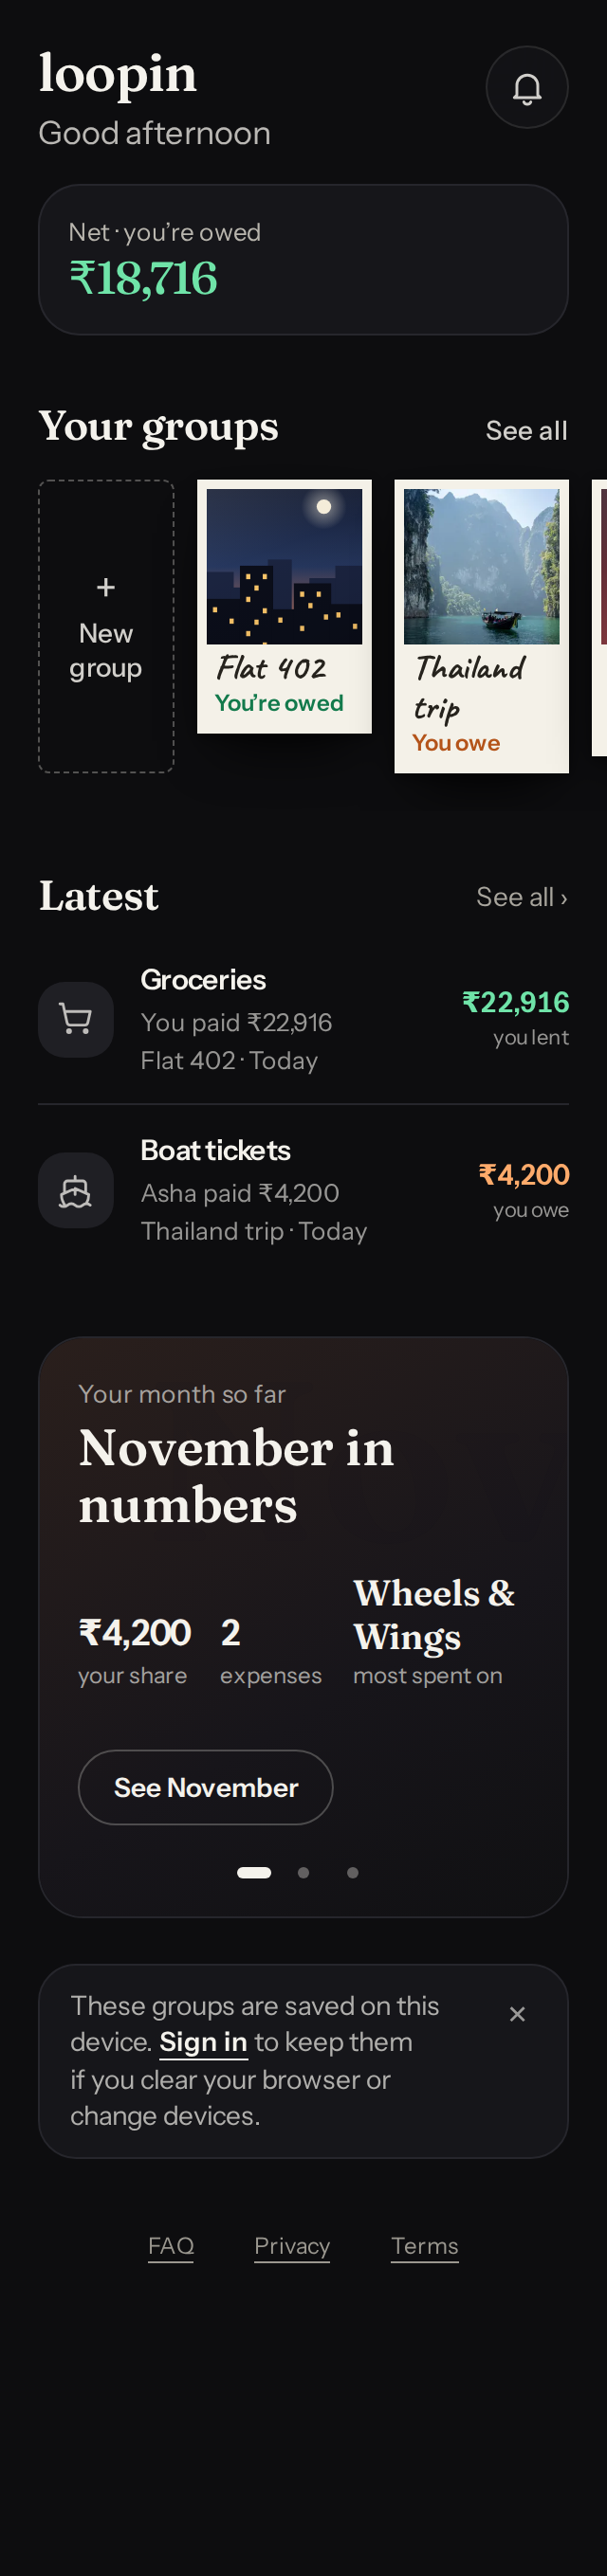 loopin
Good afternoon
Net · you’re owed
₹18,716
Your groups
See all
+
New
group
Flat 402
You’re owed
Thailand
trip
You owe
Latest
See all ›
Groceries
You paid ₹22,916
Flat 402 · Today
₹22,916
you lent
Boat tickets
Asha paid ₹4,200
Thailand trip · Today
₹4,200
you owe
Your month so far
November in
numbers
₹4,200
your share
2
expenses
Wheels &
Wings
most spent on
See November
These groups are saved on this
device. Sign in to keep them
if you clear your browser or
change devices.
×
FAQ
Privacy
Terms